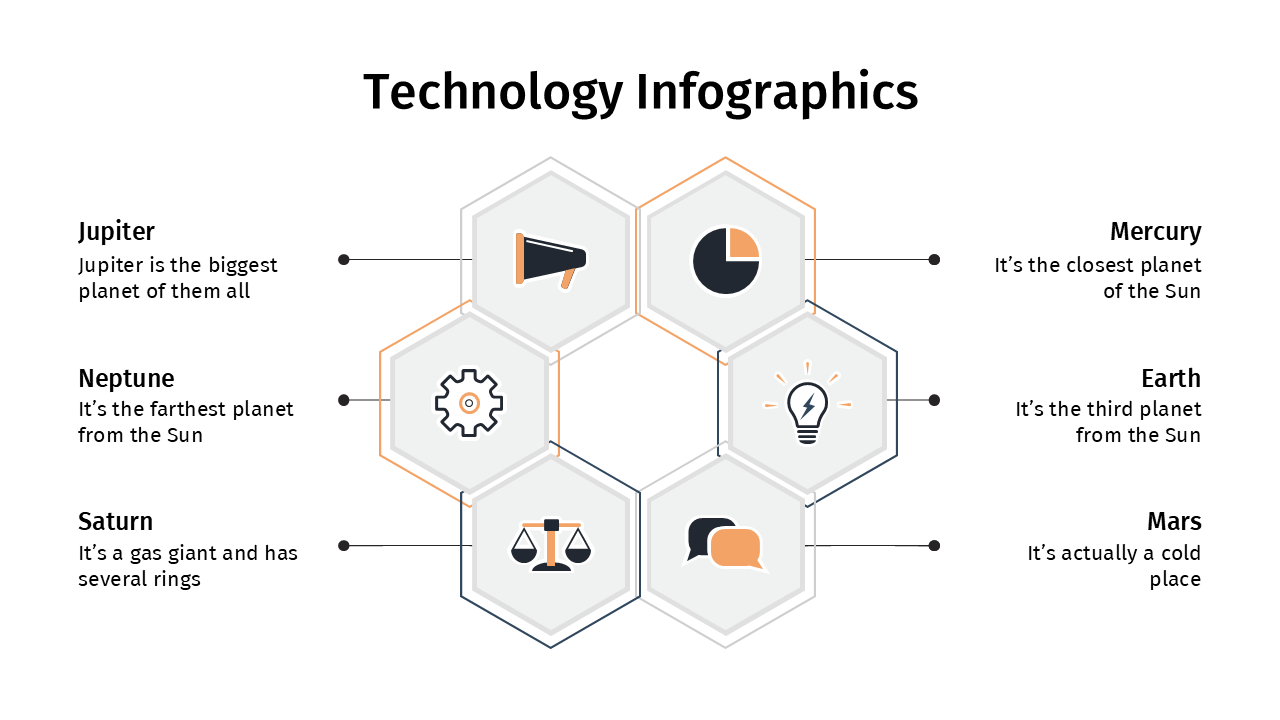 Technology Infographics
Jupiter
Jupiter is the biggest
planet of them all
Neptune
It’s the farthest planet
from the Sun
Saturn
It’s a gas giant and has
several rings
Mercury
It’s the closest planet
of the Sun
Earth
It’s the third planet
from the Sun
Mars
It’s actually a cold
place